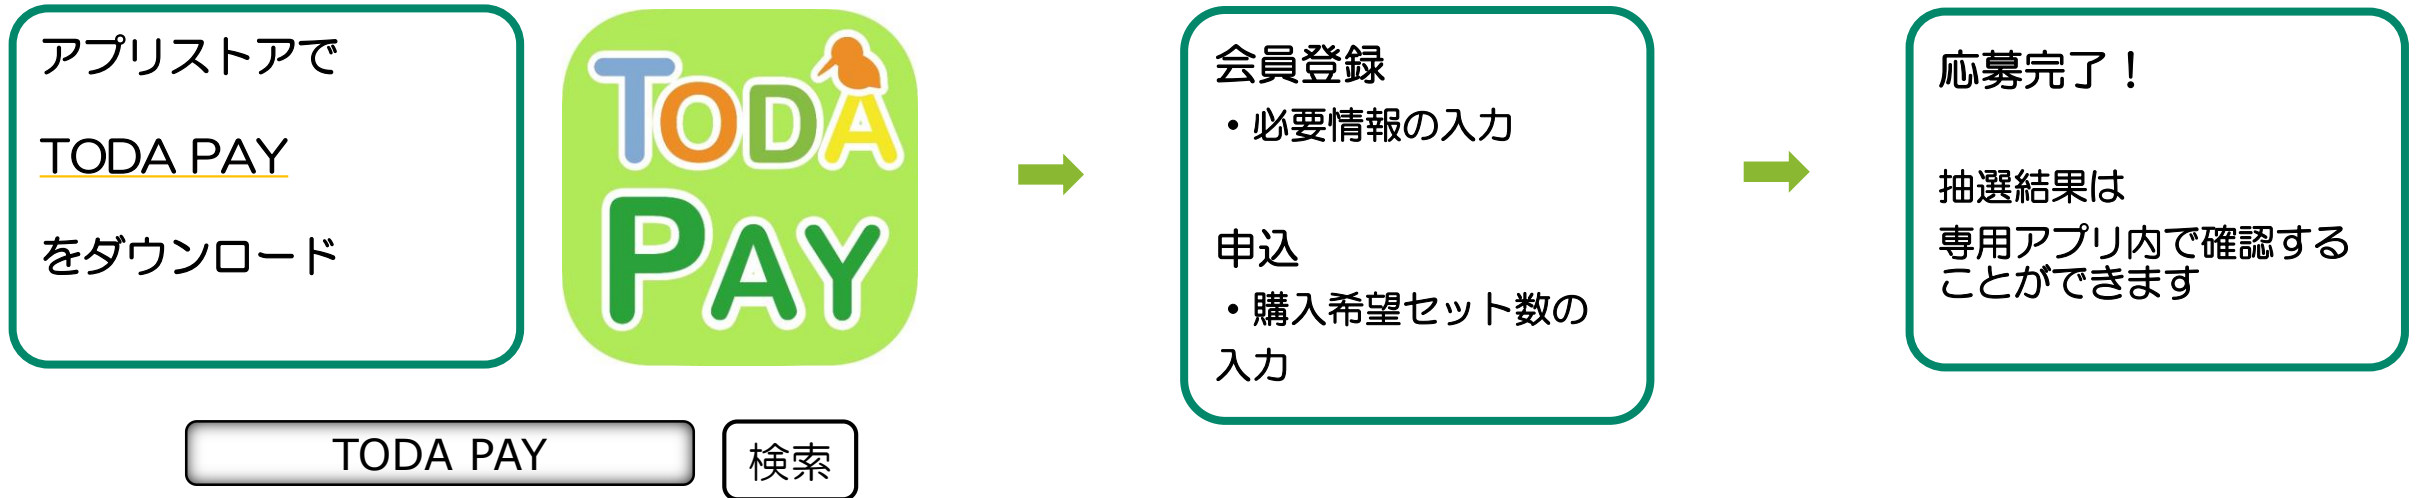 アプリストアで
TODA PAY
をダウンロード
TODA
PAY
TODA PAY
検索
会員登録
・必要情報の入力
申込
・購入希望セット数の
入力
応募完了！
抽選結果は
専用アプリ内で確認する
ことができます